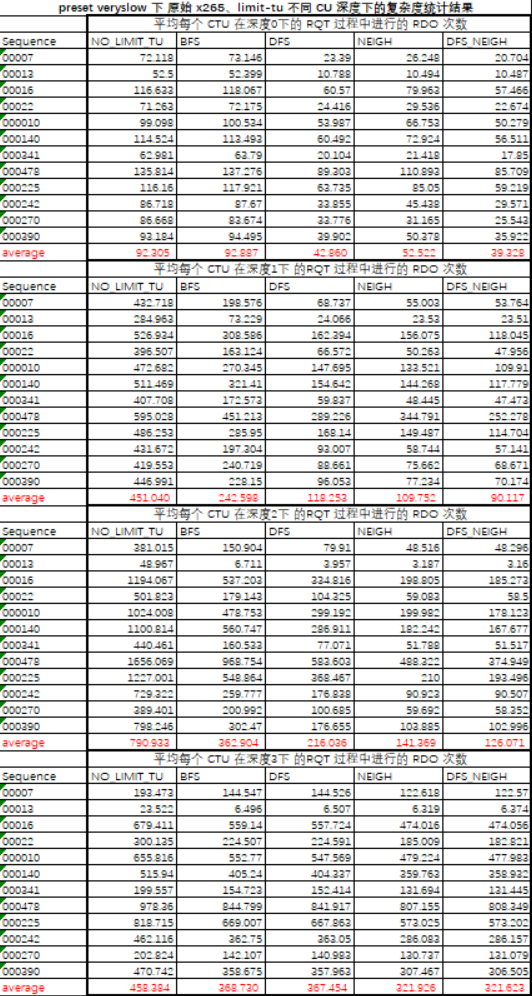 preset veryslow 下 原始 x265、limit-tu 不同 CU 深度下的复杂度统计结果
平均每个 CTU 在深度0下的 RQT 过程中进行的 RDO 次数
Sequence NO_LIMIT_TU BFS DFS NEIGH DFS_NEIGH
00007 72.118 73.146 23.39 26.248 20.704
00013 52.5 52.399 10.788 10.494 10.487
00016 116.633 118.067 60.57 79.963 57.466
00022 71.263 72.175 24.416 29.536 22.674
000010 99.098 100.534 53.987 66.753 50.279
000140 114.524 113.493 60.492 72.924 56.511
000341 62.981 63.79 20.104 21.418 17.85
000478 135.814 137.276 89.303 110.893 85.709
000225 116.16 117.921 63.735 85.05 59.219
000242 86.718 87.67 33.855 45.438 29.571
000270 86.668 83.674 33.776 31.165 25.543
000390 93.184 94.495 39.902 50.378 35.922
average 92.305 92.887 42.860 52.522 39.328
平均每个 CTU 在深度1下 的RQT 过程中进行的 RDO 次数
Sequence NO_LIMIT_TU BFS DFS NEIGH DFS_NEIGH
00007 432.718 198.576 68.737 55.003 53.764
00013 284.963 73.229 24.066 23.53 23.51
00016 526.934 308.586 162.394 156.075 118.045
00022 396.507 163.124 66.572 50.263 47.956
000010 472.682 270.345 147.695 133.521 109.91
000140 511.469 321.41 154.642 144.268 117.779
000341 407.708 172.573 59.837 48.445 47.473
000478 595.028 451.213 289.226 344.791 252.278
000225 486.253 285.95 168.14 149.487 114.704
000242 431.672 197.304 93.007 58.744 57.141
000270 419.553 240.719 88.661 75.662 68.671
000390 446.991 228.15 96.053 77.234 70.174
average 451.040 242.598 118.253 109.752 90.117
平均每个 CTU 在深度2下 的RQT 过程中进行的 RDO 次数
Sequence NO_LIMIT_TU BFS DFS NEIGH DFS_NEIGH
00007 381.015 150.904 79.91 48.516 48.296
00013 48.967 6.711 3.957 3.187 3.16
00016 1194.067 537.203 334.816 198.805 185.273
00022 501.823 179.143 104.325 59.083 58.5
000010 1024.008 478.753 299.192 199.982 178.123
000140 1100.814 560.747 286.911 182.242 167.677
000341 440.461 160.533 77.071 51.788 51.517
000478 1656.069 968.754 583.603 488.322 374.949
000225 1227.001 548.864 368.467 210 193.496
000242 729.322 259.777 176.838 90.923 90.507
000270 389.401 200.992 100.685 59.692 58.352
000390 798.246 302.47 176.655 103.885 102.996
average 790.933 362.904 216.036 141.369 126.071
平均每个 CTU 在深度3下 的RQT 过程中进行的 RDO 次数
Sequence NO_LIMIT_TU BFS DFS NEIGH DFS_NEIGH
00007 193.473 144.547 144.526 122.618 122.57
00013 23.522 6.496 6.507 6.319 6.374
00016 679.411 559.14 557.724 474.016 474.056
00022 300.135 224.507 224.591 185.009 182.821
000010 655.816 552.77 547.569 479.224 477.983
000140 515.94 405.24 404.337 359.763 358.932
000341 199.557 154.723 152.414 131.694 131.445
000478 978.36 844.799 841.917 807.155 808.349
000225 818.715 669.007 667.863 573.025 573.202
000242 462.116 362.75 363.05 286.083 286.157
000270 202.824 142.107 140.983 130.737 131.079
000390 470.742 358.675 357.963 307.467 306.505
average 458.384 368.730 367.454 321.926 321.623